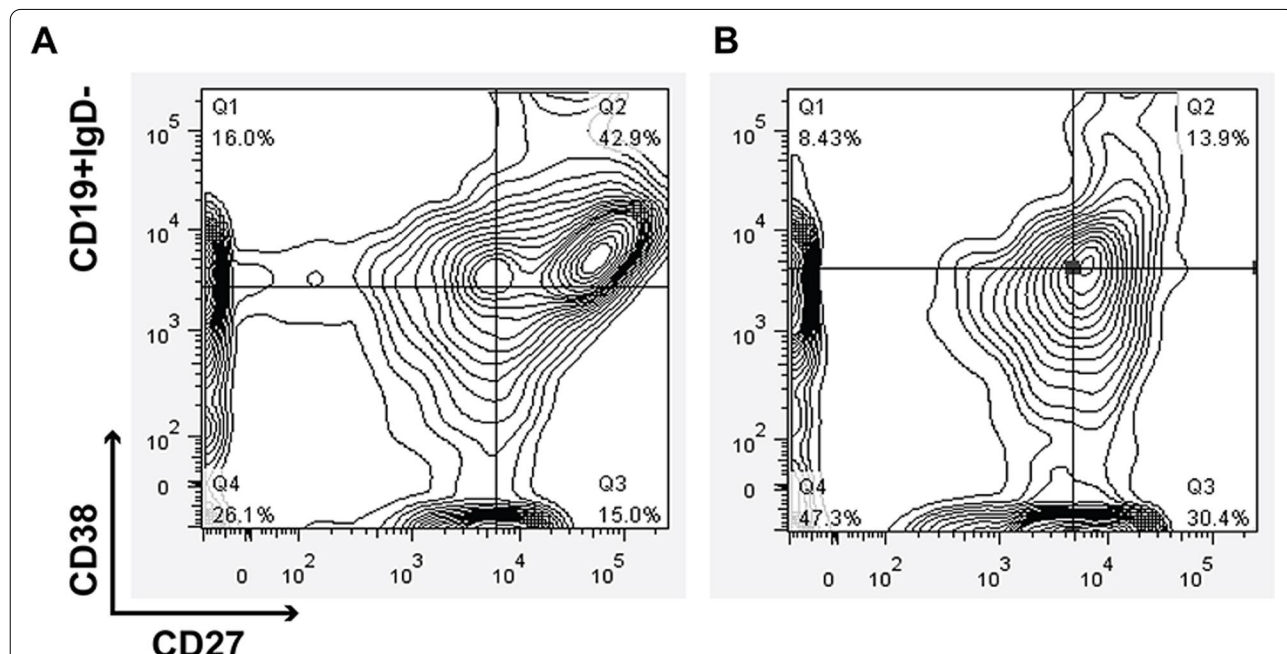 A
B
CD19+IgD-
CD38
CD27
Q1
16.0%
Q2
42.9%
Q4
26.1%
Q3
15.0%
10^5
10^4
10^3
10^2
0
0 10^2 10^3 10^4 10^5
Q1
8.43%
Q2
13.9%
Q4
47.3%
Q3
30.4%
10^5
10^4
10^3
10^2
0
0 10^2 10^3 10^4 10^5